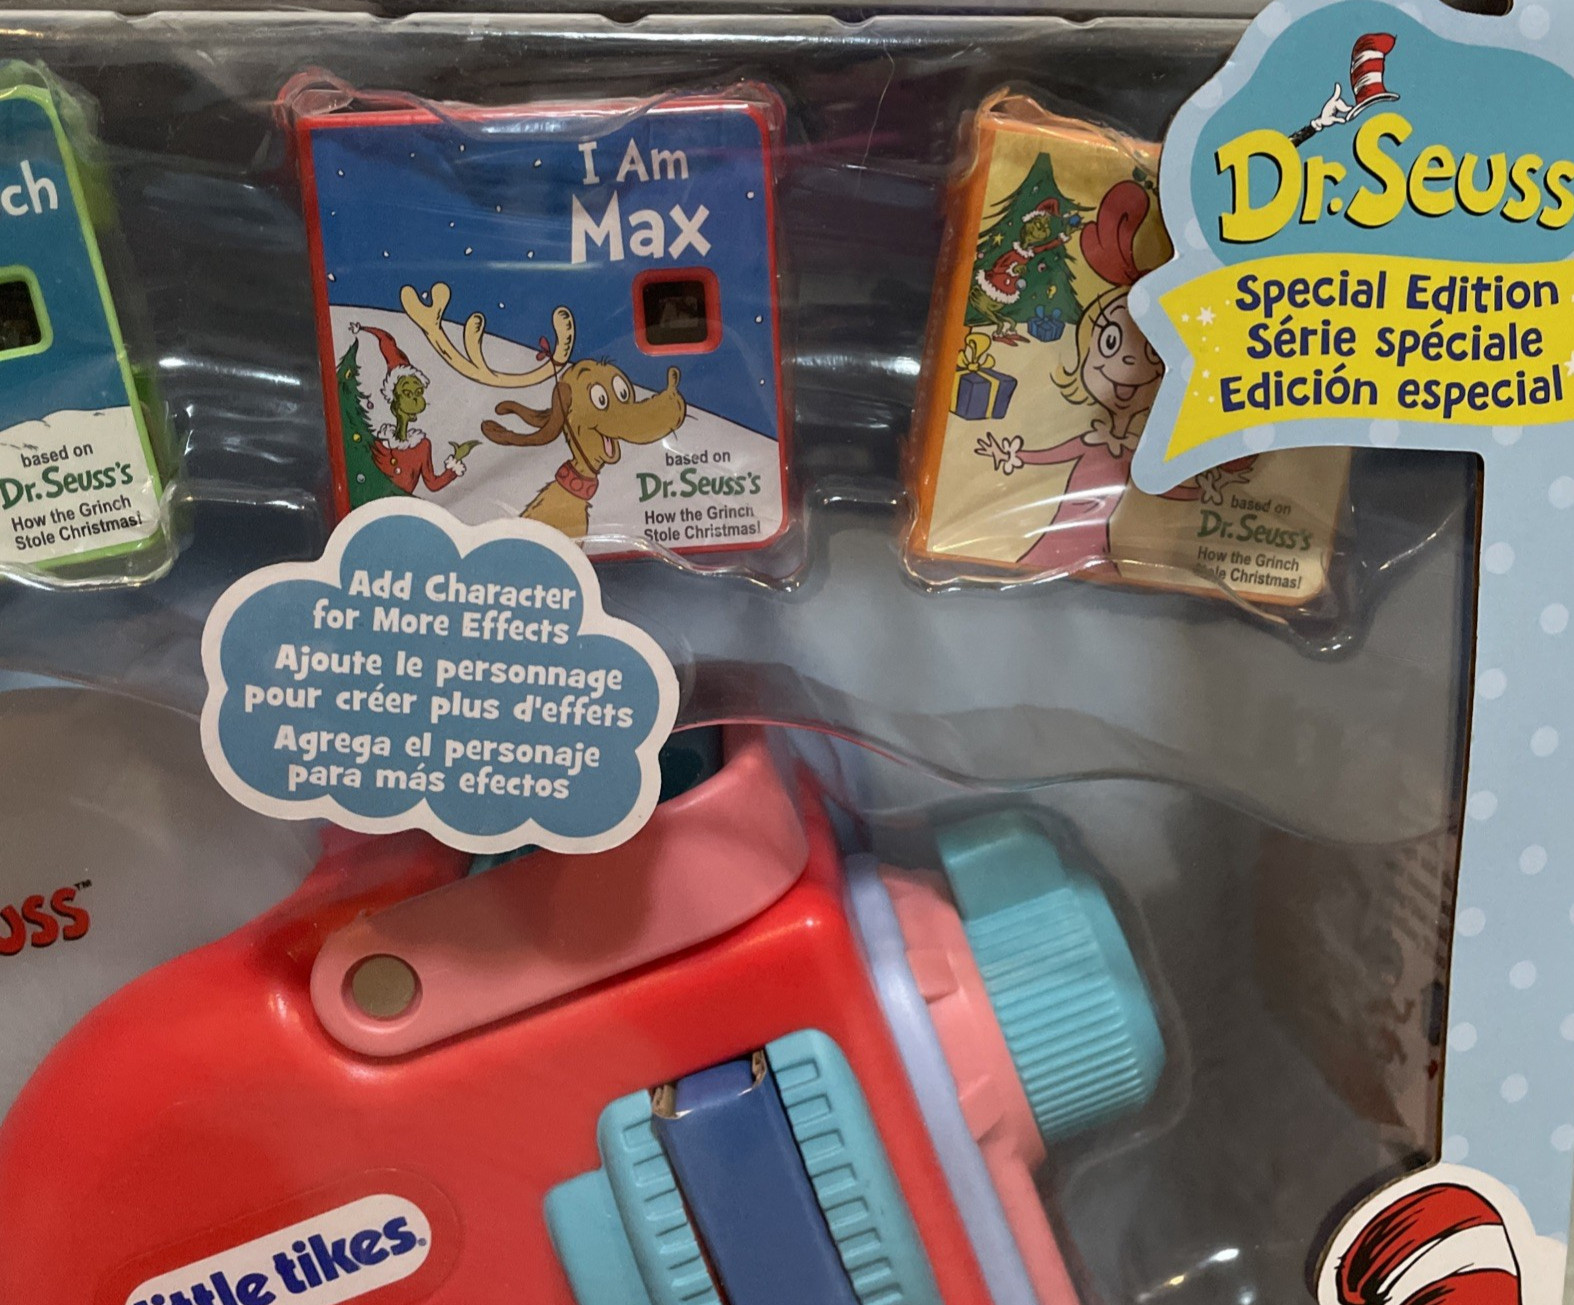 ch
based on
Dr. Seuss's
How the Grinch
Stole Christmas!
I Am
Max
based on
Dr. Seuss's
How the Grinch
Stole Christmas!
based on
Dr. Seuss's
How the Grinch
Christmas!
Dr. Seuss
Special Edition
Série spéciale
Edición especial
Add Character
for More Effects
Ajoute le personnage
pour créer plus d'effets
Agrega el personaje
para más efectos
uss™
little tikes®